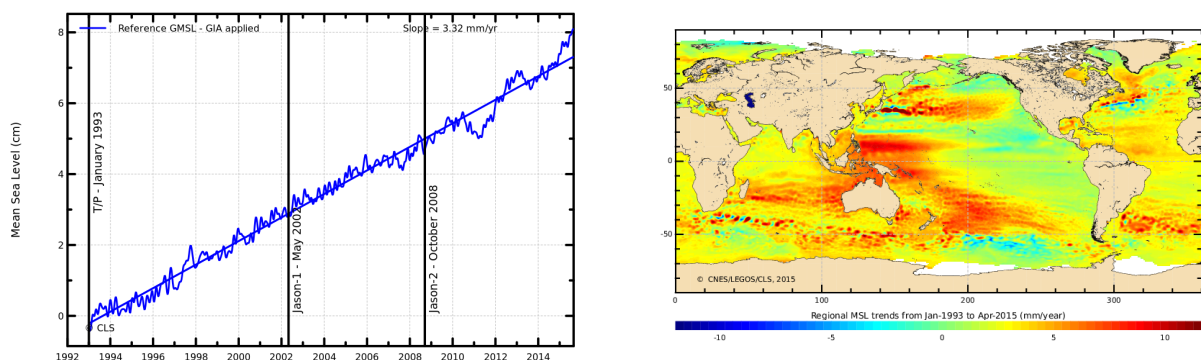 Reference GMSL - GIA applied
Slope = 3.32 mm/yr
Mean Sea Level (cm)
8
6
4
2
0
T/P - January 1993
Jason-1 - May 2002
Jason-2 - October 2008
© CLS
1992 1994 1996 1998 2000 2002 2004 2006 2008 2010 2012 2014
50
0
-50
© CNES/LEGOS/CLS, 2015
0 100 200 300
Regional MSL trends from Jan-1993 to Apr-2015 (mm/year)
-10 -5 0 5 10